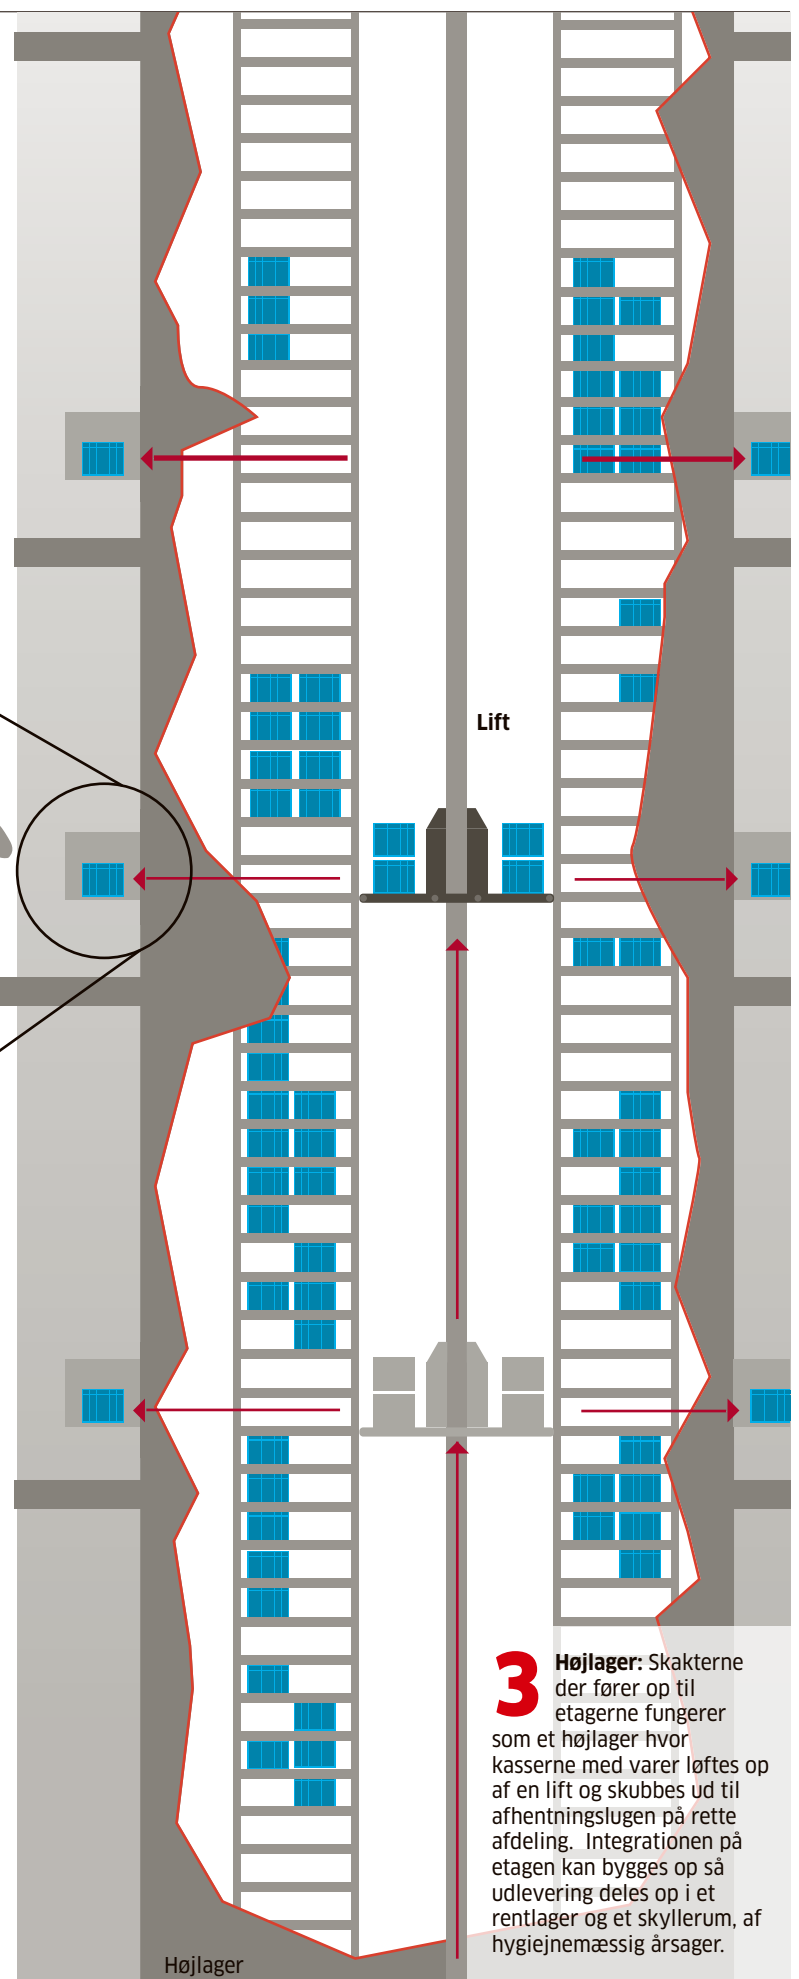 Lift
3 Højlager: Skakterne
der fører op til
etagerne fungerer
som et højlager hvor
kasserne med varer løftes op
af en lift og skubbes ud til
afhentningslugen på rette
afdeling. Integrationen på
etagen kan bygges op så
udlevering deles op i et
rentlager og et skyllerum, af
hygiejnemæssig årsager.
Højlager